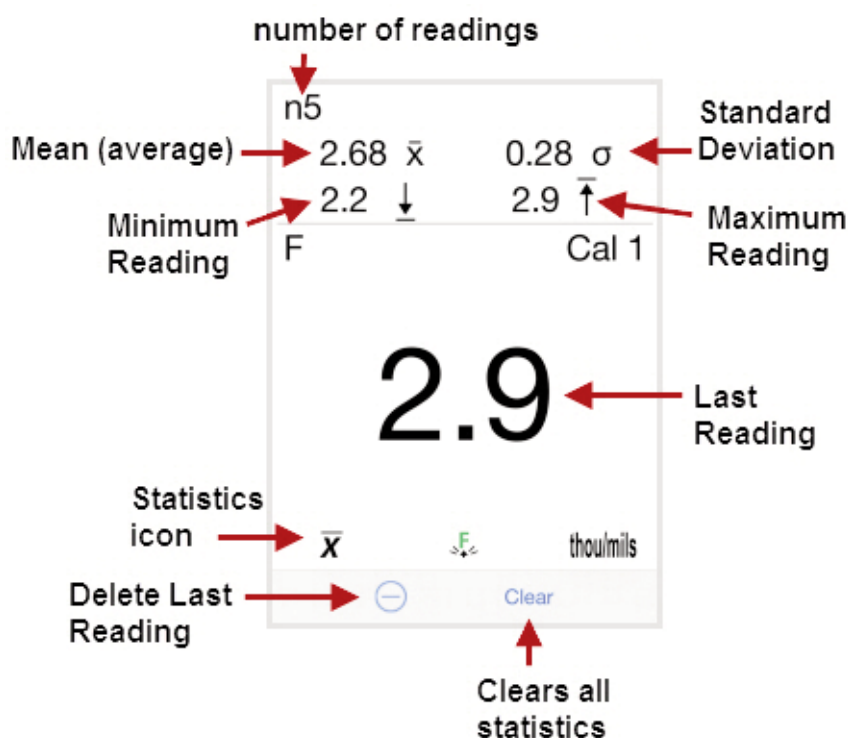 number of readings
n5
Mean (average)
2.68 x̄
0.28 σ
Standard
Deviation
Minimum
Reading
2.2
2.9
Maximum
Reading
F
Cal 1
2.9
Last
Reading
Statistics
icon
x̄
F
thou/mils
Delete Last
Reading
Clear
Clears all
statistics